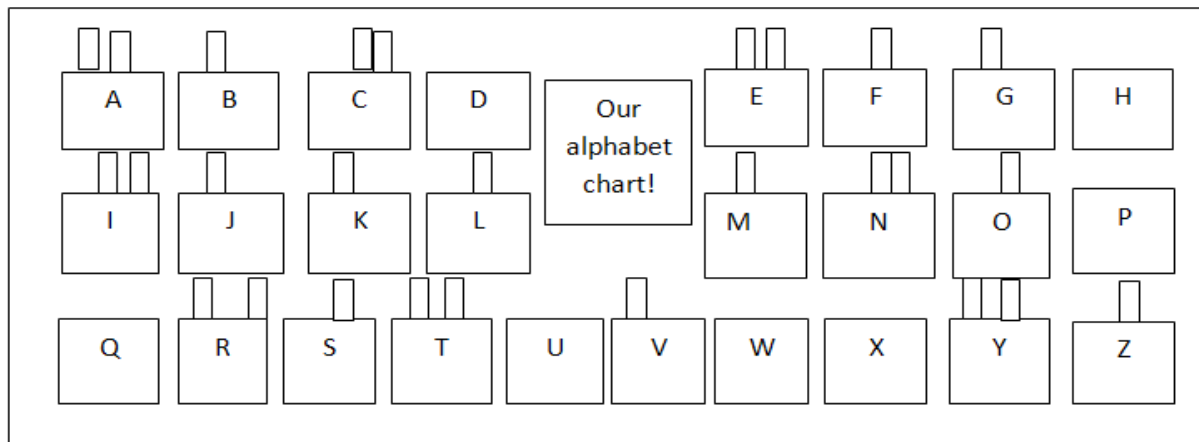 A B C D
Our
alphabet
chart!
E F G H
I J K L
M N O P
Q R S T U V W X Y Z